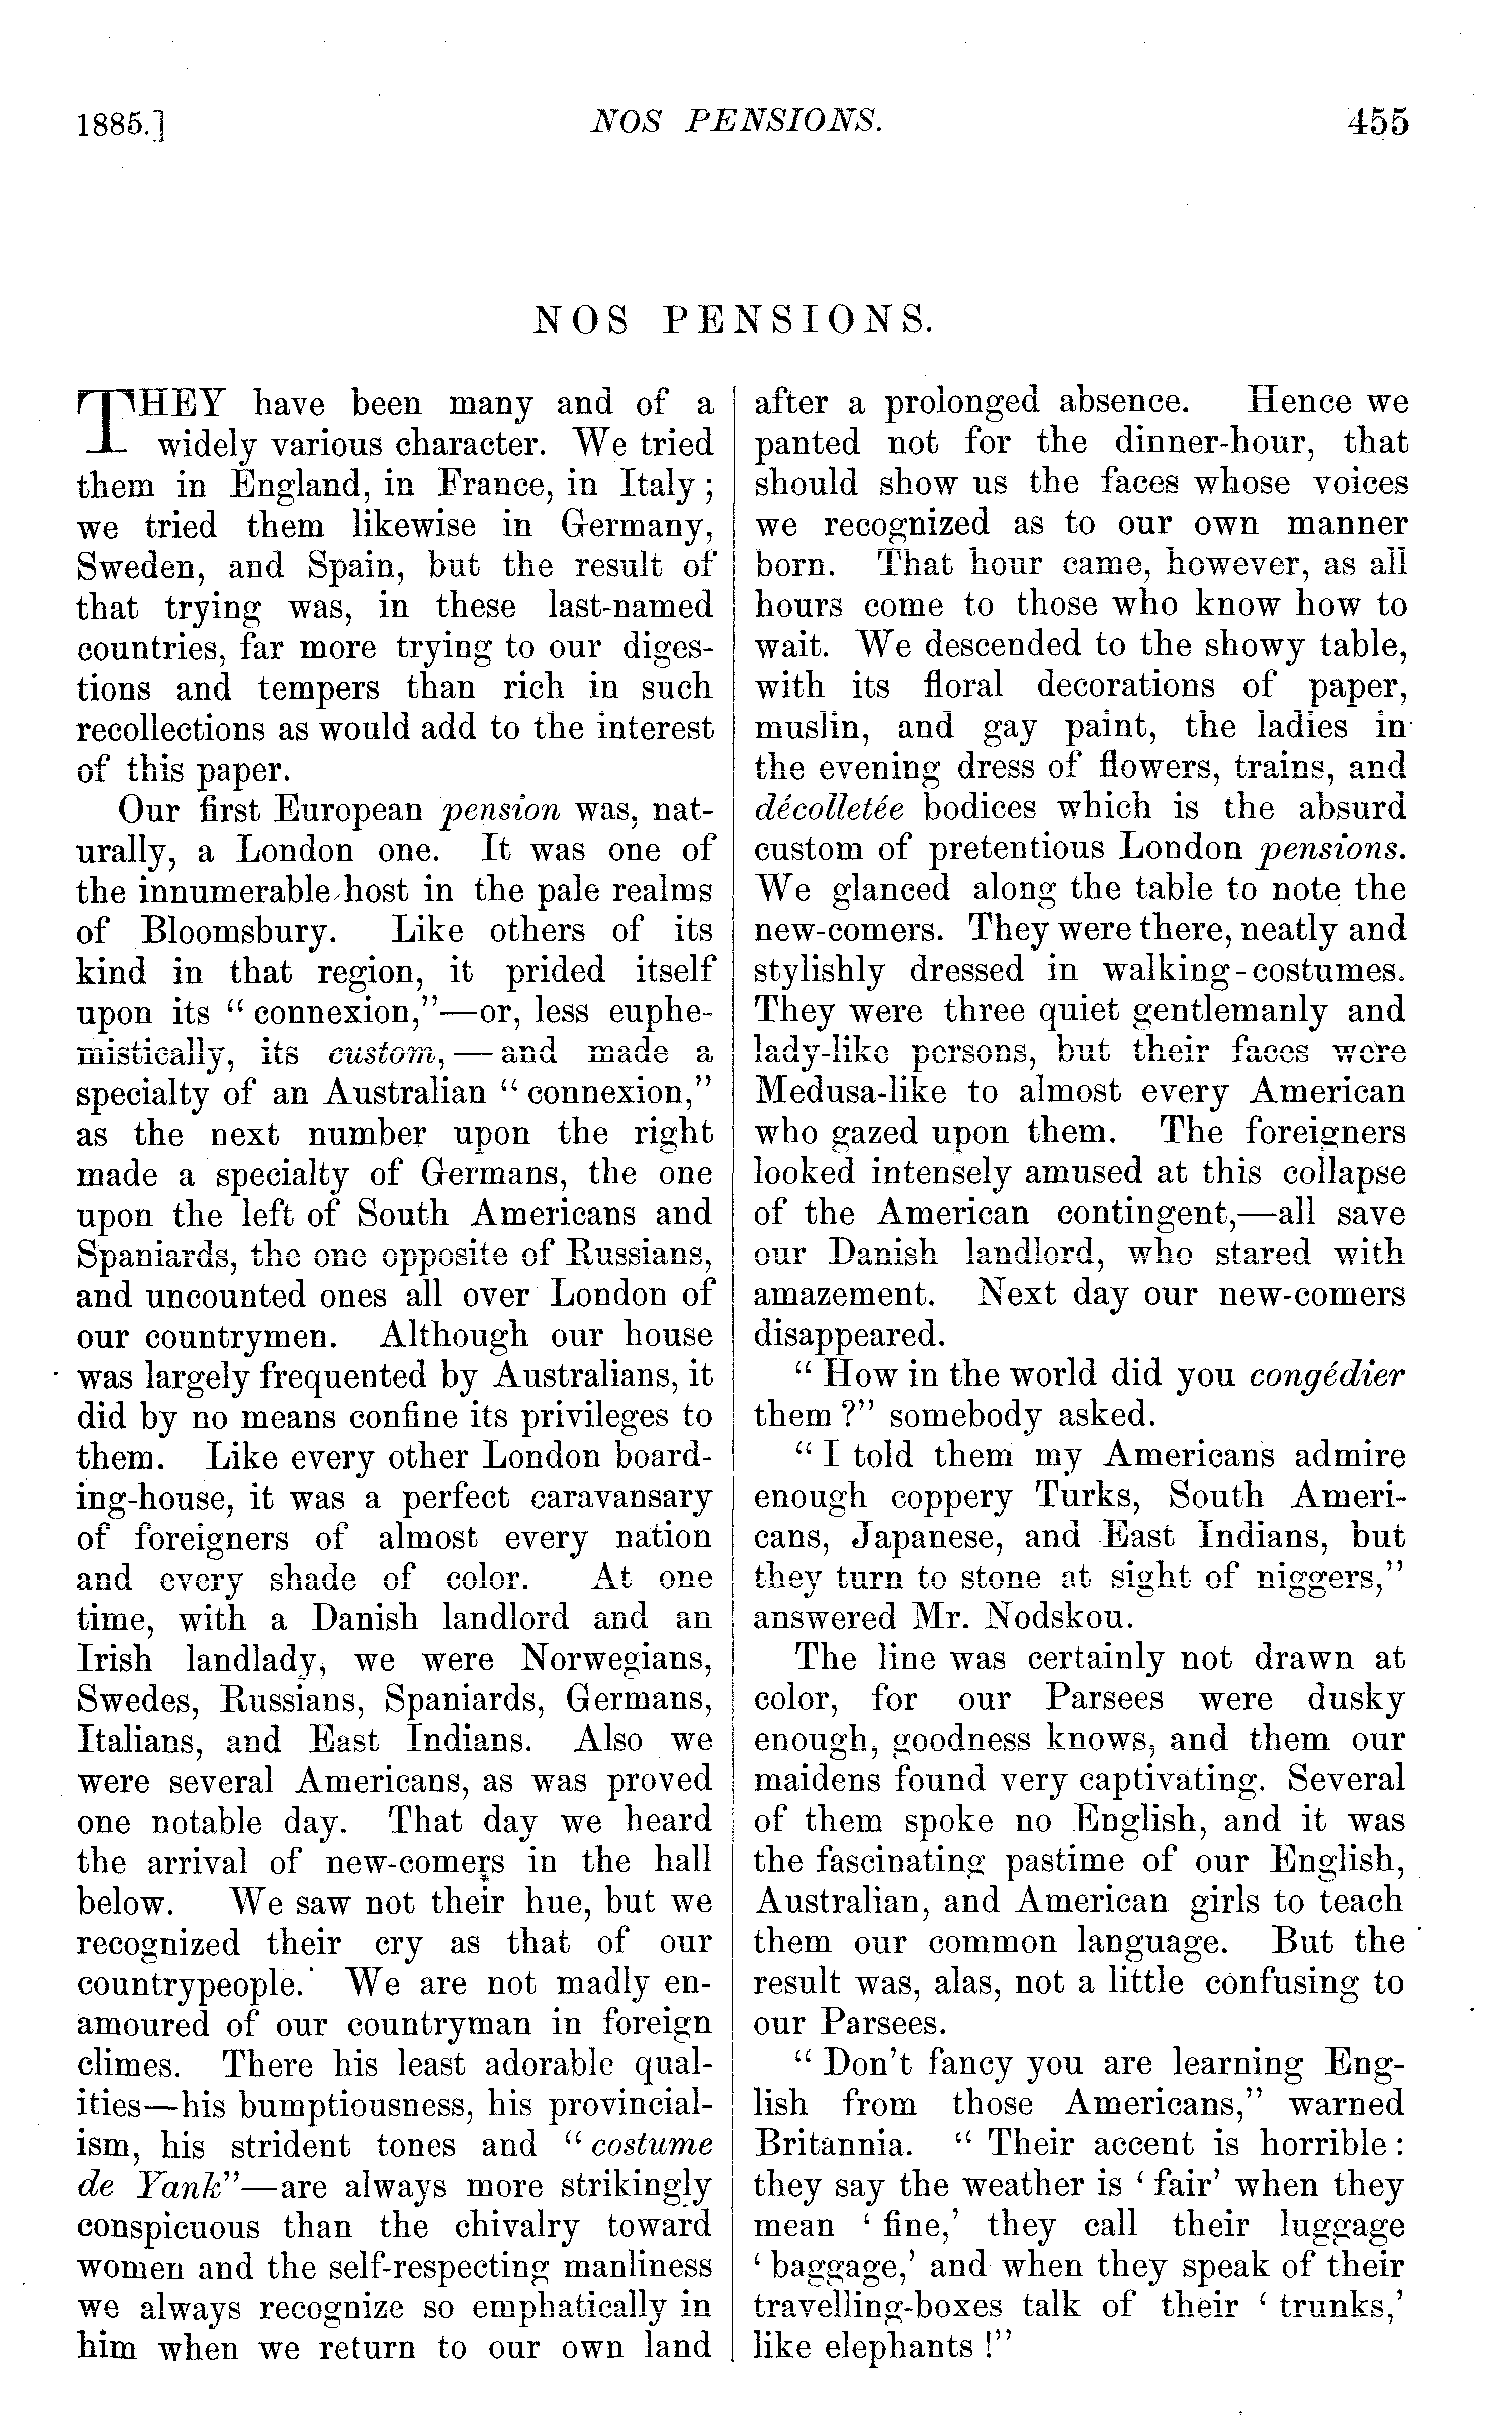 1885.] NOS PENSIONS. 455
NOS PENSIONS.
THEY have been many and of a
widely various character. We tried
them in England, in France, in Italy;
we tried them likewise in Germany,
Sweden, and Spain, but the result of
that trying was, in these last-named
countries, far more trying to our diges-
tions and tempers than rich in such
recollections as would add to the interest
of this paper.
Our first European pension was, nat-
urally, a London one. It was one of
the innumerable host in the pale realms
of Bloomsbury. Like others of its
kind in that region, it prided itself
upon its "connexion,"—or, less euphe-
mistically, its custom,—and made a
specialty of an Australian "connexion,"
as the next number upon the right
made a specialty of Germans, the one
upon the left of South Americans and
Spaniards, the one opposite of Russians,
and uncounted ones all over London of
our countrymen. Although our house
was largely frequented by Australians, it
did by no means confine its privileges to
them. Like every other London board-
ing-house, it was a perfect caravansary
of foreigners of almost every nation
and every shade of color. At one
time, with a Danish landlord and an
Irish landlady, we were Norwegians,
Swedes, Russians, Spaniards, Germans,
Italians, and East Indians. Also we
were several Americans, as was proved
one notable day. That day we heard
the arrival of new-comers in the hall
below. We saw not their hue, but we
recognized their cry as that of our
countrypeople. We are not madly en-
amoured of our countryman in foreign
climes. There his least adorable qual-
ities—his bumptiousness, his provincial-
ism, his strident tones and "costume
de Yank"—are always more strikingly
conspicuous than the chivalry toward
women and the self-respecting manliness
we always recognize so emphatically in
him when we return to our own land
after a prolonged absence. Hence we
panted not for the dinner-hour, that
should show us the faces whose voices
we recognized as to our own manner
born. That hour came, however, as all
hours come to those who know how to
wait. We descended to the showy table,
with its floral decorations of paper,
muslin, and gay paint, the ladies in
the evening dress of flowers, trains, and
décolletée bodices which is the absurd
custom of pretentious London pensions.
We glanced along the table to note the
new-comers. They were there, neatly and
stylishly dressed in walking-costumes.
They were three quiet gentlemanly and
lady-like persons, but their faces were
Medusa-like to almost every American
who gazed upon them. The foreigners
looked intensely amused at this collapse
of the American contingent,—all save
our Danish landlord, who stared with
amazement. Next day our new-comers
disappeared.
"How in the world did you congédier
them?" somebody asked.
"I told them my Americans admire
enough coppery Turks, South Ameri-
cans, Japanese, and East Indians, but
they turn to stone at sight of niggers,"
answered Mr. Nodskou.
The line was certainly not drawn at
color, for our Parsees were dusky
enough, goodness knows, and them our
maidens found very captivating. Several
of them spoke no English, and it was
the fascinating pastime of our English,
Australian, and American girls to teach
them our common language. But the
result was, alas, not a little confusing to
our Parsees.
"Don't fancy you are learning Eng-
lish from those Americans," warned
Britannia. "Their accent is horrible:
they say the weather is 'fair' when they
mean 'fine,' they call their luggage
'baggage,' and when they speak of their
travelling-boxes talk of their 'trunks,'
like elephants!"